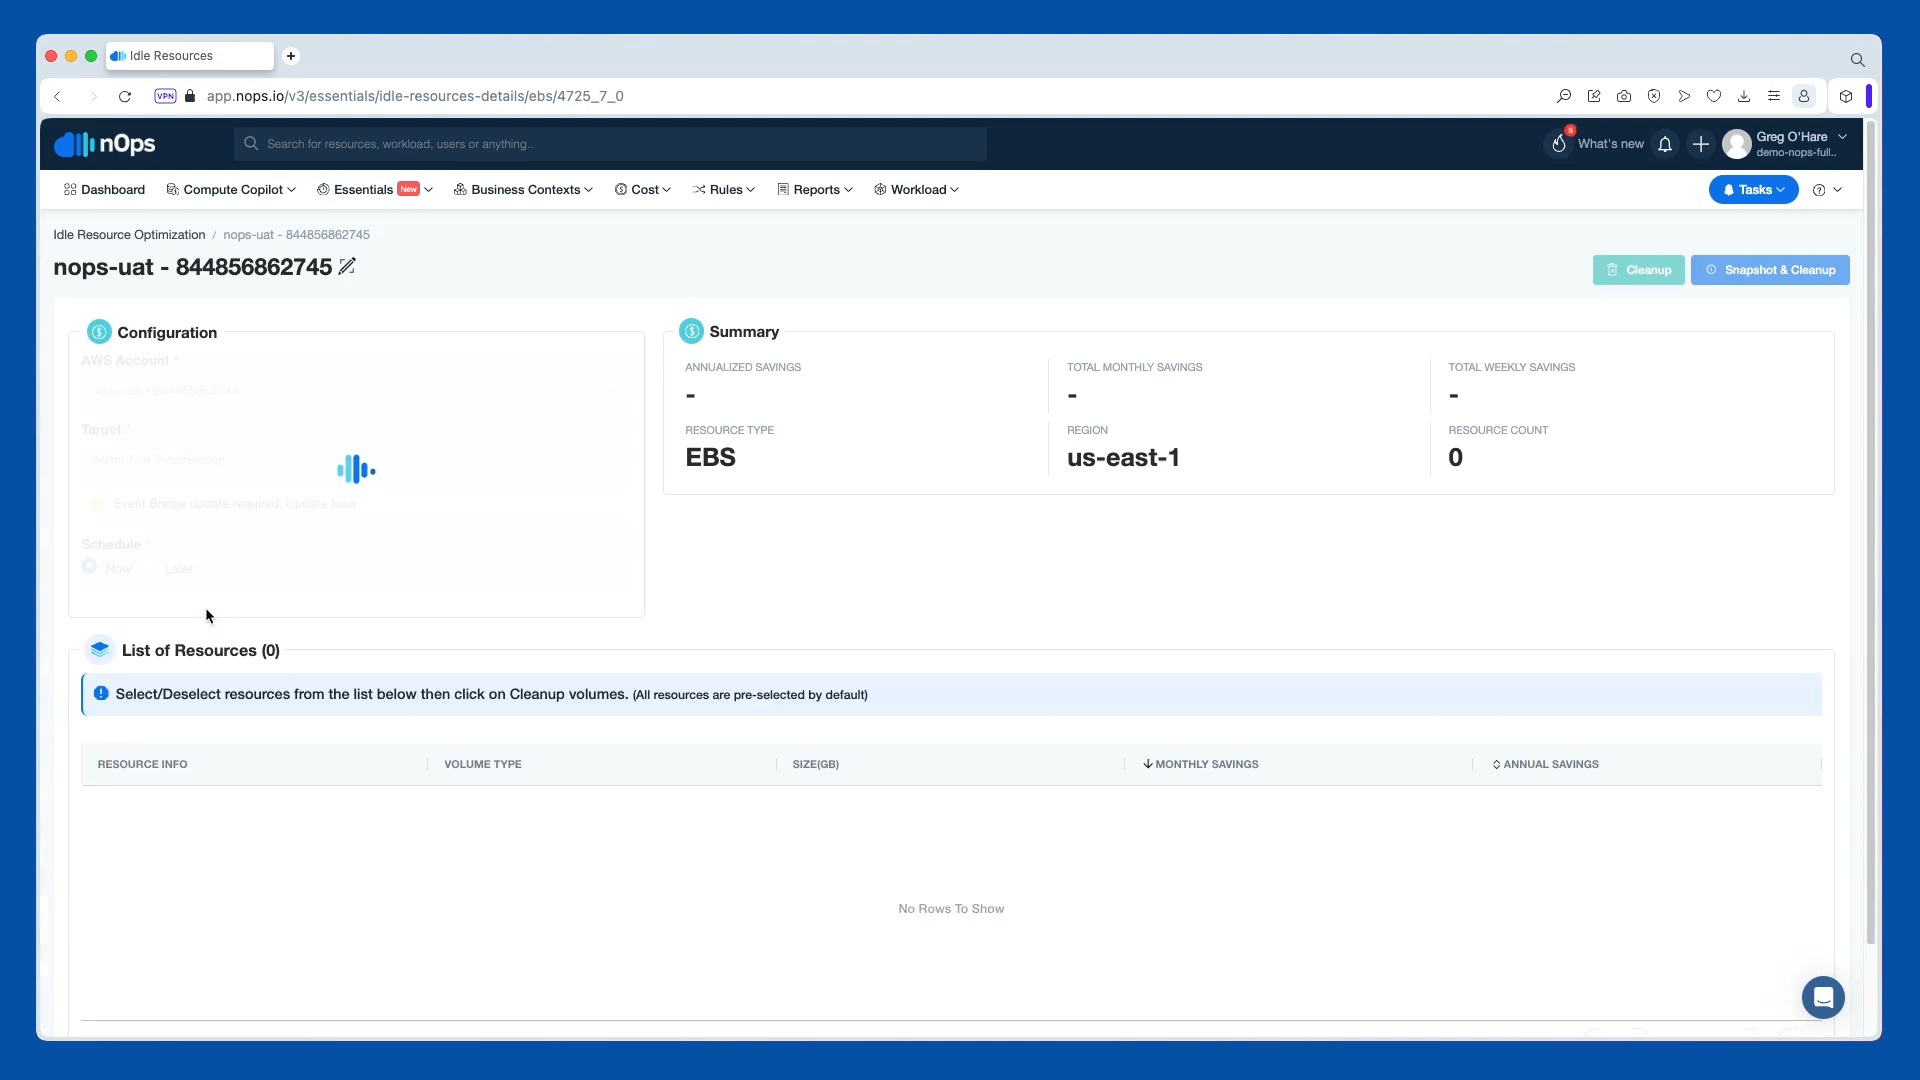 Idle Resources
VPN
app.nops.io/v3/essentials/idle-resources-details/ebs/4725_7_0
nOps
Search for resources, workload, users or anything..
5
What's new
Greg O'Hare
demo-nops-full..
Dashboard
Compute Copilot
Essentials New
Business Contexts
Cost
Rules
Reports
Workload
Tasks
Idle Resource Optimization / nops-uat - 844856862745
nops-uat - 844856862745
Cleanup
Snapshot & Cleanup
Configuration
AWS Account *
Target *
Event Bridge update required. Update Now
Schedule *
Now
Later
Summary
ANNUALIZED SAVINGS
-
TOTAL MONTHLY SAVINGS
-
TOTAL WEEKLY SAVINGS
-
RESOURCE TYPE
EBS
REGION
us-east-1
RESOURCE COUNT
0
List of Resources (0)
Select/Deselect resources from the list below then click on Cleanup volumes. (All resources are pre-selected by default)
RESOURCE INFO
VOLUME TYPE
SIZE(GB)
MONTHLY SAVINGS
ANNUAL SAVINGS
No Rows To Show